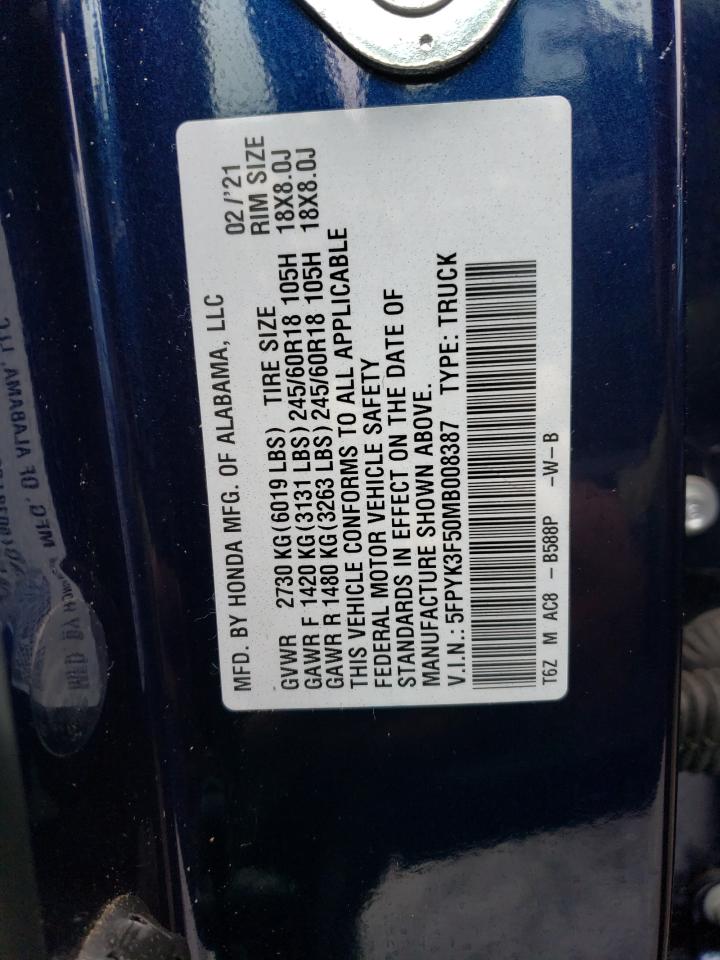 MFD. BY HONDA MFG. OF ALABAMA, LLC 02/'21
GVWR 2730 KG (6019 LBS) TIRE SIZE RIM SIZE
GAWR F 1420 KG (3131 LBS) 245/60R18 105H 18X8.0J
GAWR R 1480 KG (3263 LBS) 245/60R18 105H 18X8.0J
THIS VEHICLE CONFORMS TO ALL APPLICABLE
FEDERAL MOTOR VEHICLE SAFETY
STANDARDS IN EFFECT ON THE DATE OF
MANUFACTURE SHOWN ABOVE.
V.I.N.: 5FPYK3F50MB008387 TYPE: TRUCK
T6Z M AC8 - B588P -W-B